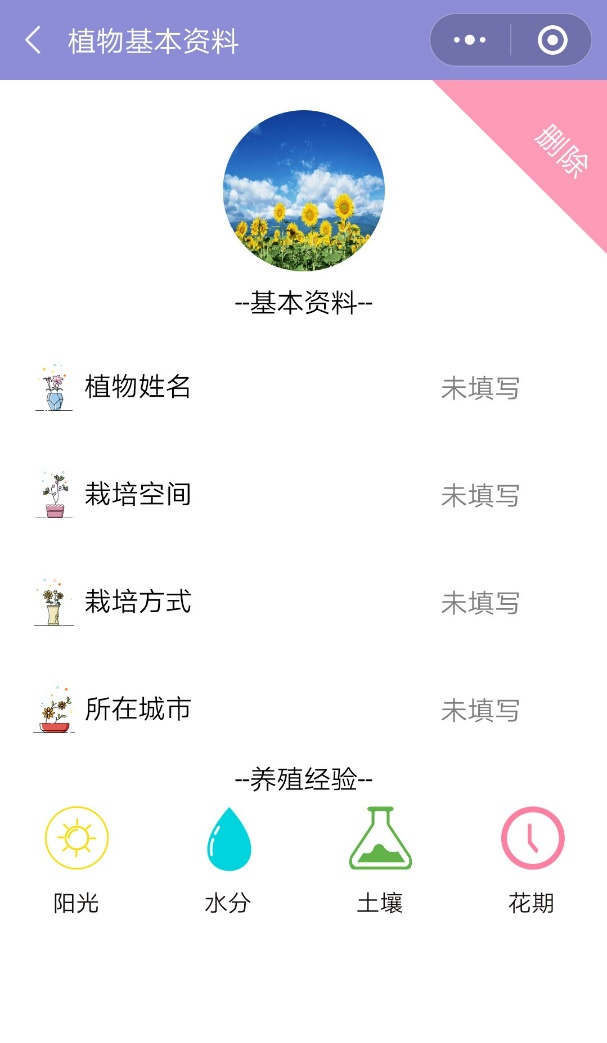 植物基本资料
删除
--基本资料--
植物姓名 未填写
栽培空间 未填写
栽培方式 未填写
所在城市 未填写
--养殖经验--
阳光 水分 土壤 花期